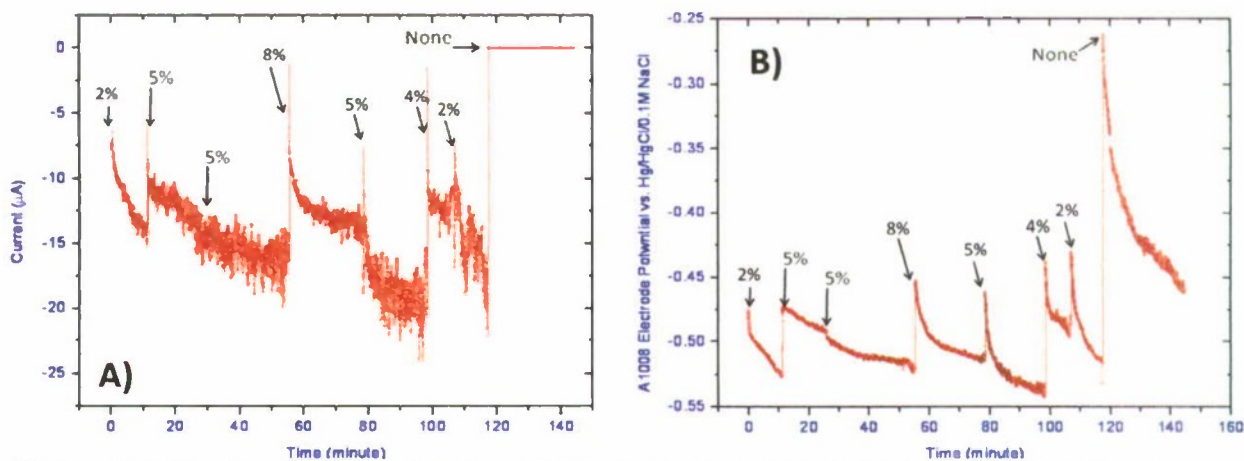 None
8%
5%
2%
5%
4%
2%
5%
0
-5
-10
-15
-20
-25
Current (µA)
A)
0 20 40 60 80 100 120 140
Time (minute)
B)
None
8%
4%
2%
5%
2%
5%
5%
-0.25
-0.30
-0.35
-0.40
-0.45
-0.50
-0.55
A1008 Electrode Potwntial vs. Hg/HgCl/0.1M NaCl
0 20 40 60 80 100 120 140 160
Time (minute)